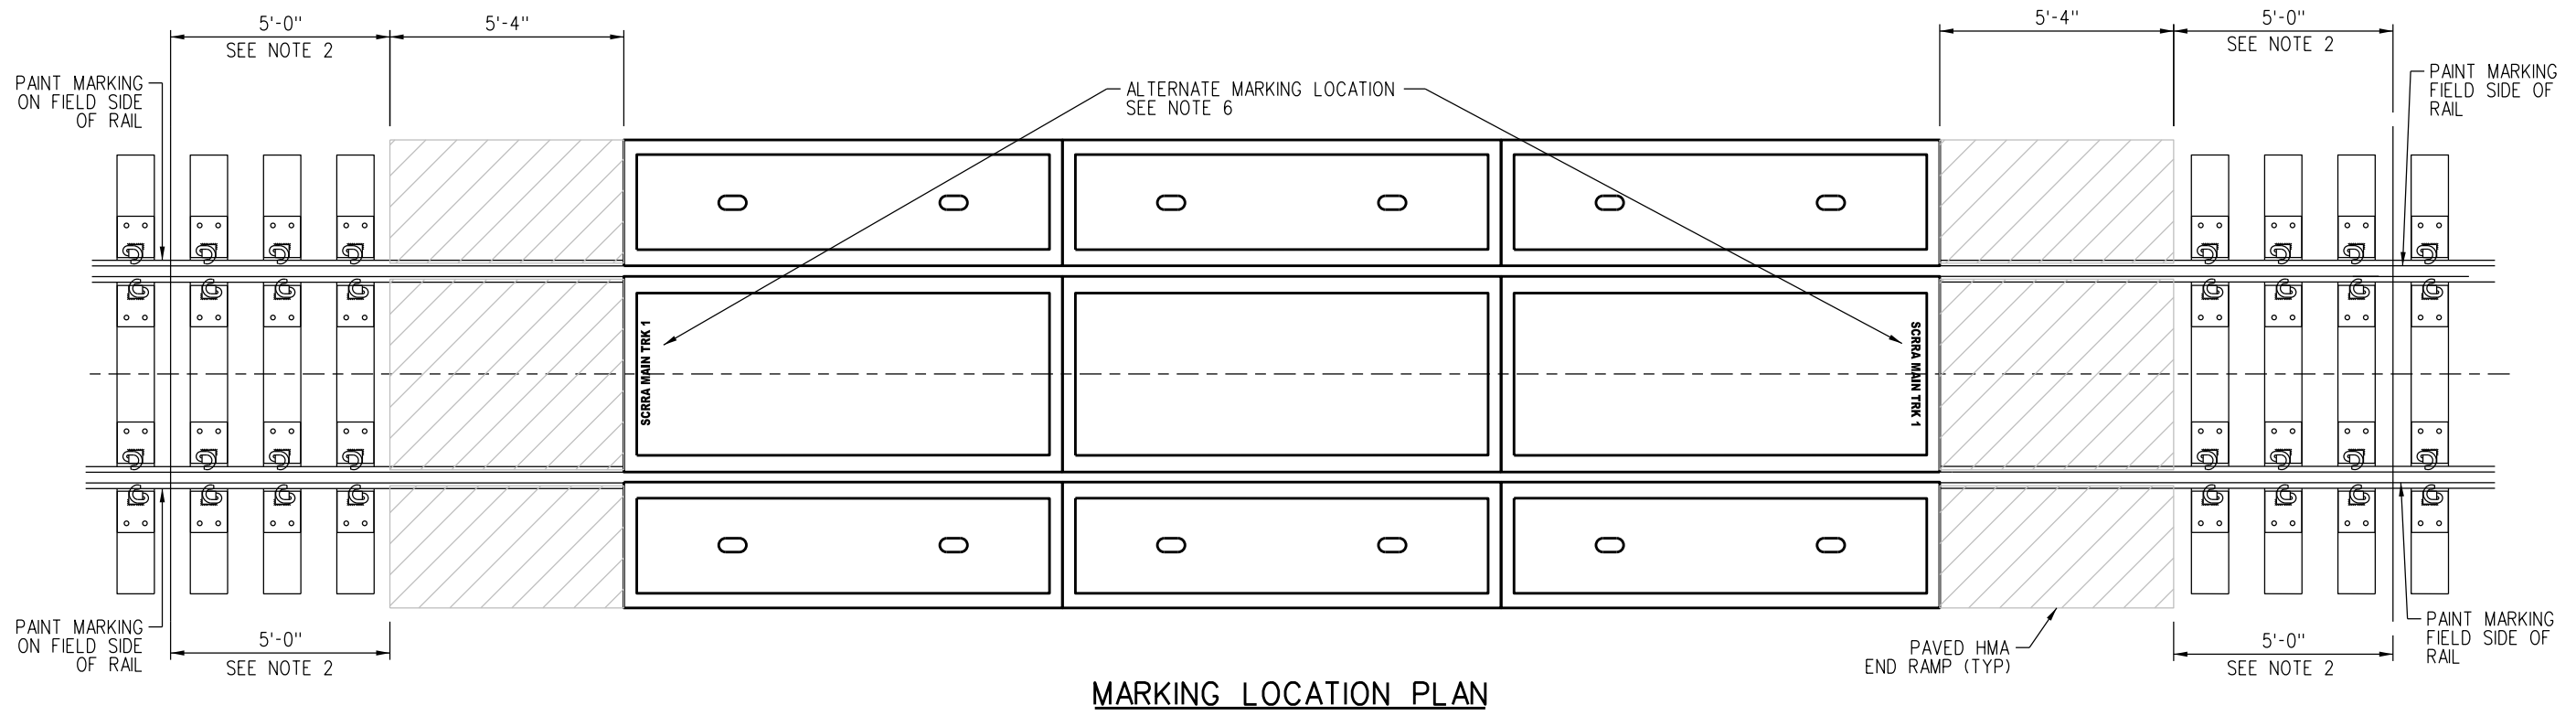 5'-0"
SEE NOTE 2
5'-4"
5'-4"
5'-0"
SEE NOTE 2
PAINT MARKING
ON FIELD SIDE
OF RAIL
ALTERNATE MARKING LOCATION
SEE NOTE 6
PAINT MARKING
FIELD SIDE OF
RAIL
SCRRA MAIN TRK 1
SCRRA MAIN TRK 1
PAINT MARKING
ON FIELD SIDE
OF RAIL
5'-0"
SEE NOTE 2
PAVED HMA
END RAMP (TYP)
5'-0"
SEE NOTE 2
PAINT MARKING
FIELD SIDE OF
RAIL
MARKING LOCATION PLAN